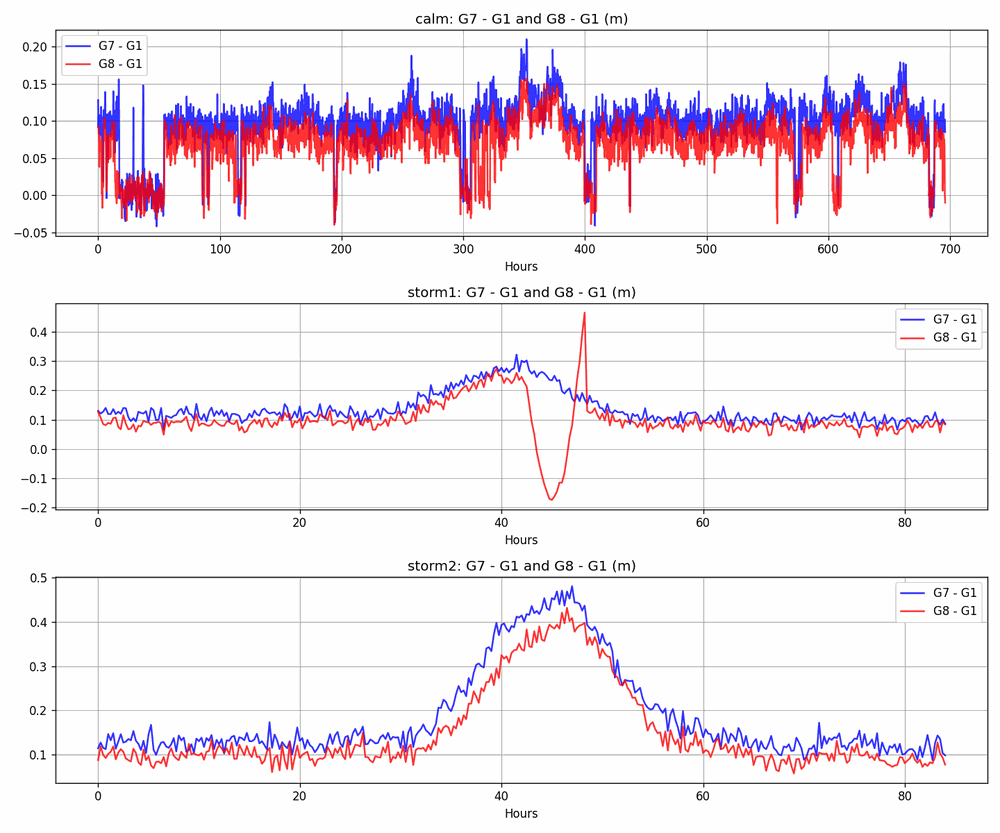 calm: G7 - G1 and G8 - G1 (m)
G7 - G1
G8 - G1
0.20
0.15
0.10
0.05
0.00
−0.05
0 100 200 300 400 500 600 700
Hours
storm1: G7 - G1 and G8 - G1 (m)
G7 - G1
G8 - G1
0.4
0.3
0.2
0.1
0.0
−0.1
−0.2
0 20 40 60 80
Hours
storm2: G7 - G1 and G8 - G1 (m)
G7 - G1
G8 - G1
0.5
0.4
0.3
0.2
0.1
0 20 40 60 80
Hours